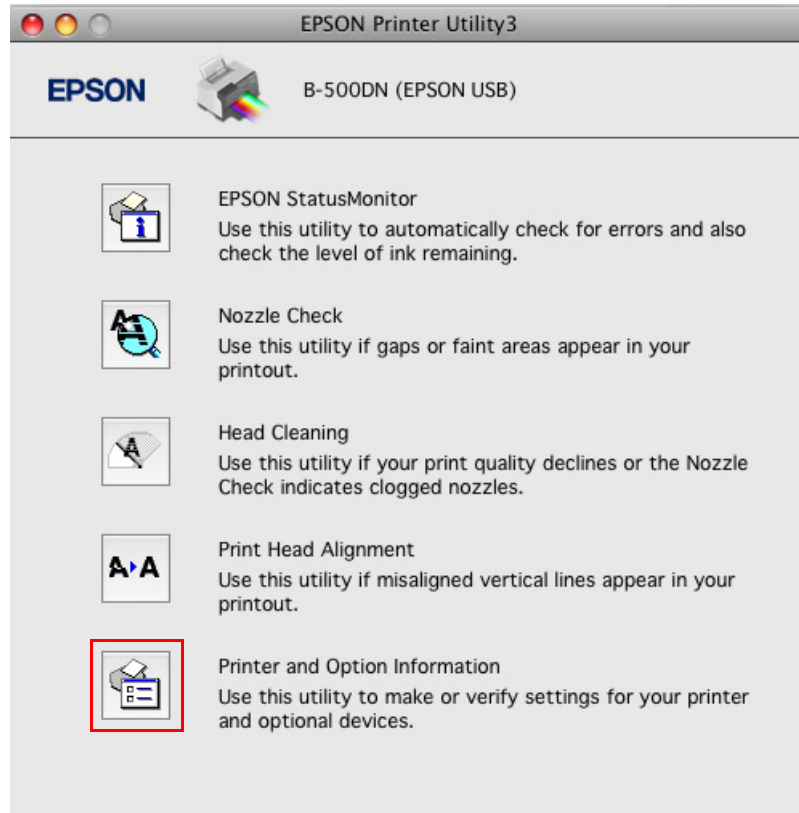 EPSON Printer Utility3
EPSON
B-500DN (EPSON USB)
EPSON StatusMonitor
Use this utility to automatically check for errors and also
check the level of ink remaining.
Nozzle Check
Use this utility if gaps or faint areas appear in your
printout.
Head Cleaning
Use this utility if your print quality declines or the Nozzle
Check indicates clogged nozzles.
A A
Print Head Alignment
Use this utility if misaligned vertical lines appear in your
printout.
Printer and Option Information
Use this utility to make or verify settings for your printer
and optional devices.